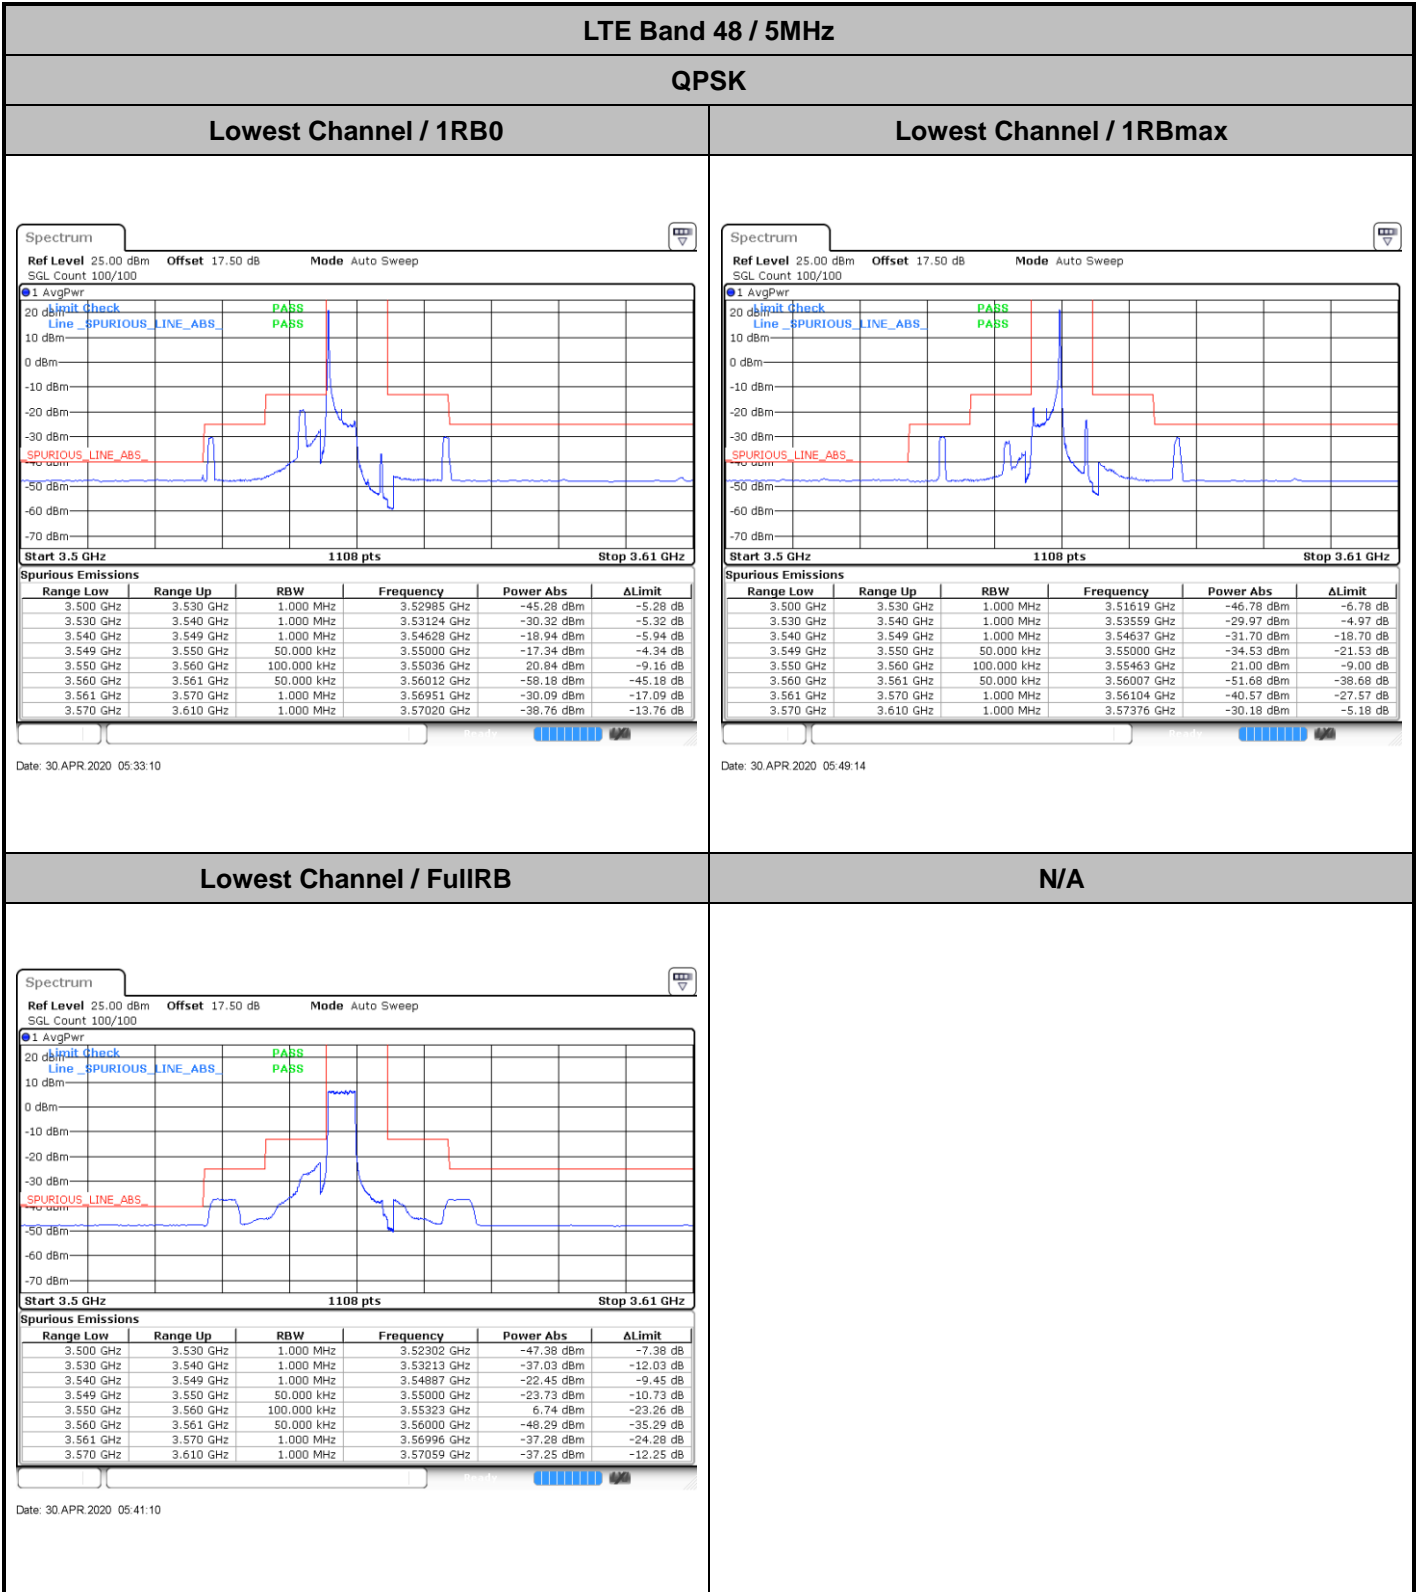 LTE Band 48 / 5MHz
QPSK
Lowest Channel / 1RB0
Lowest Channel / 1RBmax
Spectrum
Ref Level 25.00 dBm Offset 17.50 dB Mode Auto Sweep
SGL Count 100/100
1 AvgPwr
Limit Check PASS
Line _SPURIOUS_LINE_ABS_ PASS
20 dBm
10 dBm
0 dBm
-10 dBm
-20 dBm
-30 dBm
_SPURIOUS_LINE_ABS_
-40 dBm
-50 dBm
-60 dBm
-70 dBm
Start 3.5 GHz 1108 pts Stop 3.61 GHz
Spurious Emissions
Range Low Range Up RBW Frequency Power Abs ΔLimit
3.500 GHz 3.530 GHz 1.000 MHz 3.52985 GHz -45.28 dBm -5.28 dB
3.530 GHz 3.540 GHz 1.000 MHz 3.53124 GHz -30.32 dBm -5.32 dB
3.540 GHz 3.549 GHz 1.000 MHz 3.54628 GHz -18.94 dBm -5.94 dB
3.549 GHz 3.550 GHz 50.000 kHz 3.55000 GHz -17.34 dBm -4.34 dB
3.550 GHz 3.560 GHz 100.000 kHz 3.55036 GHz 20.84 dBm -9.16 dB
3.560 GHz 3.561 GHz 50.000 kHz 3.56012 GHz -58.18 dBm -45.18 dB
3.561 GHz 3.570 GHz 1.000 MHz 3.56951 GHz -30.09 dBm -17.09 dB
3.570 GHz 3.610 GHz 1.000 MHz 3.57020 GHz -38.76 dBm -13.76 dB
Ready
Date: 30.APR.2020 05:33:10
Spectrum
Ref Level 25.00 dBm Offset 17.50 dB Mode Auto Sweep
SGL Count 100/100
1 AvgPwr
Limit Check PASS
Line _SPURIOUS_LINE_ABS_ PASS
20 dBm
10 dBm
0 dBm
-10 dBm
-20 dBm
-30 dBm
_SPURIOUS_LINE_ABS_
-40 dBm
-50 dBm
-60 dBm
-70 dBm
Start 3.5 GHz 1108 pts Stop 3.61 GHz
Spurious Emissions
Range Low Range Up RBW Frequency Power Abs ΔLimit
3.500 GHz 3.530 GHz 1.000 MHz 3.51619 GHz -46.78 dBm -6.78 dB
3.530 GHz 3.540 GHz 1.000 MHz 3.53559 GHz -29.97 dBm -4.97 dB
3.540 GHz 3.549 GHz 1.000 MHz 3.54637 GHz -31.70 dBm -18.70 dB
3.549 GHz 3.550 GHz 50.000 kHz 3.55000 GHz -34.53 dBm -21.53 dB
3.550 GHz 3.560 GHz 100.000 kHz 3.55463 GHz 21.00 dBm -9.00 dB
3.560 GHz 3.561 GHz 50.000 kHz 3.56007 GHz -51.68 dBm -38.68 dB
3.561 GHz 3.570 GHz 1.000 MHz 3.56104 GHz -40.57 dBm -27.57 dB
3.570 GHz 3.610 GHz 1.000 MHz 3.57376 GHz -30.18 dBm -5.18 dB
Ready
Date: 30.APR.2020 05:49:14
Lowest Channel / FullRB
N/A
Spectrum
Ref Level 25.00 dBm Offset 17.50 dB Mode Auto Sweep
SGL Count 100/100
1 AvgPwr
Limit Check PASS
Line _SPURIOUS_LINE_ABS_ PASS
20 dBm
10 dBm
0 dBm
-10 dBm
-20 dBm
-30 dBm
_SPURIOUS_LINE_ABS_
-40 dBm
-50 dBm
-60 dBm
-70 dBm
Start 3.5 GHz 1108 pts Stop 3.61 GHz
Spurious Emissions
Range Low Range Up RBW Frequency Power Abs ΔLimit
3.500 GHz 3.530 GHz 1.000 MHz 3.52302 GHz -47.38 dBm -7.38 dB
3.530 GHz 3.540 GHz 1.000 MHz 3.53213 GHz -37.03 dBm -12.03 dB
3.540 GHz 3.549 GHz 1.000 MHz 3.54887 GHz -22.45 dBm -9.45 dB
3.549 GHz 3.550 GHz 50.000 kHz 3.55000 GHz -23.73 dBm -10.73 dB
3.550 GHz 3.560 GHz 100.000 kHz 3.55323 GHz 6.74 dBm -23.26 dB
3.560 GHz 3.561 GHz 50.000 kHz 3.56000 GHz -48.29 dBm -35.29 dB
3.561 GHz 3.570 GHz 1.000 MHz 3.56996 GHz -37.28 dBm -24.28 dB
3.570 GHz 3.610 GHz 1.000 MHz 3.57059 GHz -37.25 dBm -12.25 dB
Ready
Date: 30.APR.2020 05:41:10